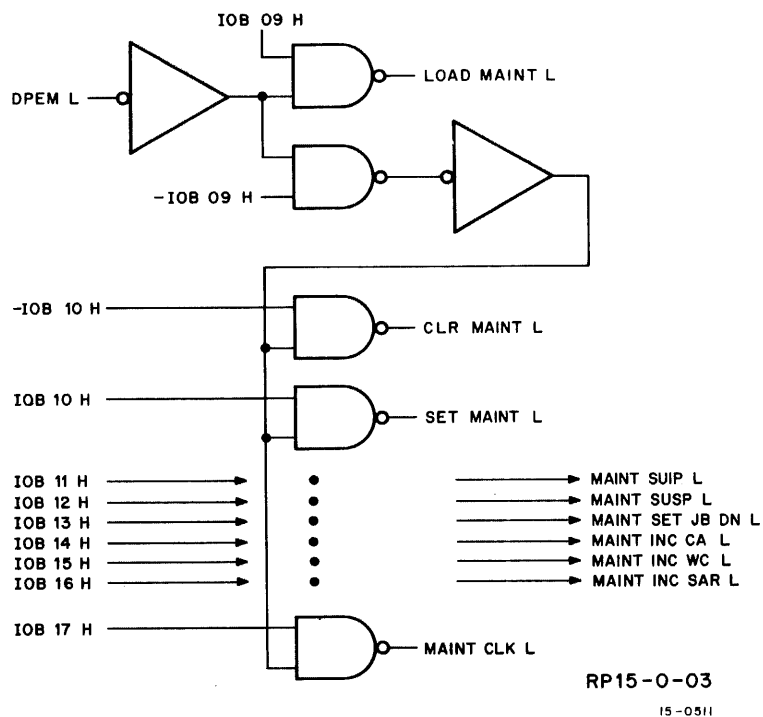 IOB 09 H
DPEM L
LOAD MAINT L
-IOB 09 H
-IOB 10 H
CLR MAINT L
IOB 10 H
SET MAINT L
IOB 11 H
MAINT SUIP L
IOB 12 H
MAINT SUSP L
IOB 13 H
MAINT SET JB DN L
IOB 14 H
MAINT INC CA L
IOB 15 H
MAINT INC WC L
IOB 16 H
MAINT INC SAR L
IOB 17 H
MAINT CLK L
RP15-0-03
15-0511